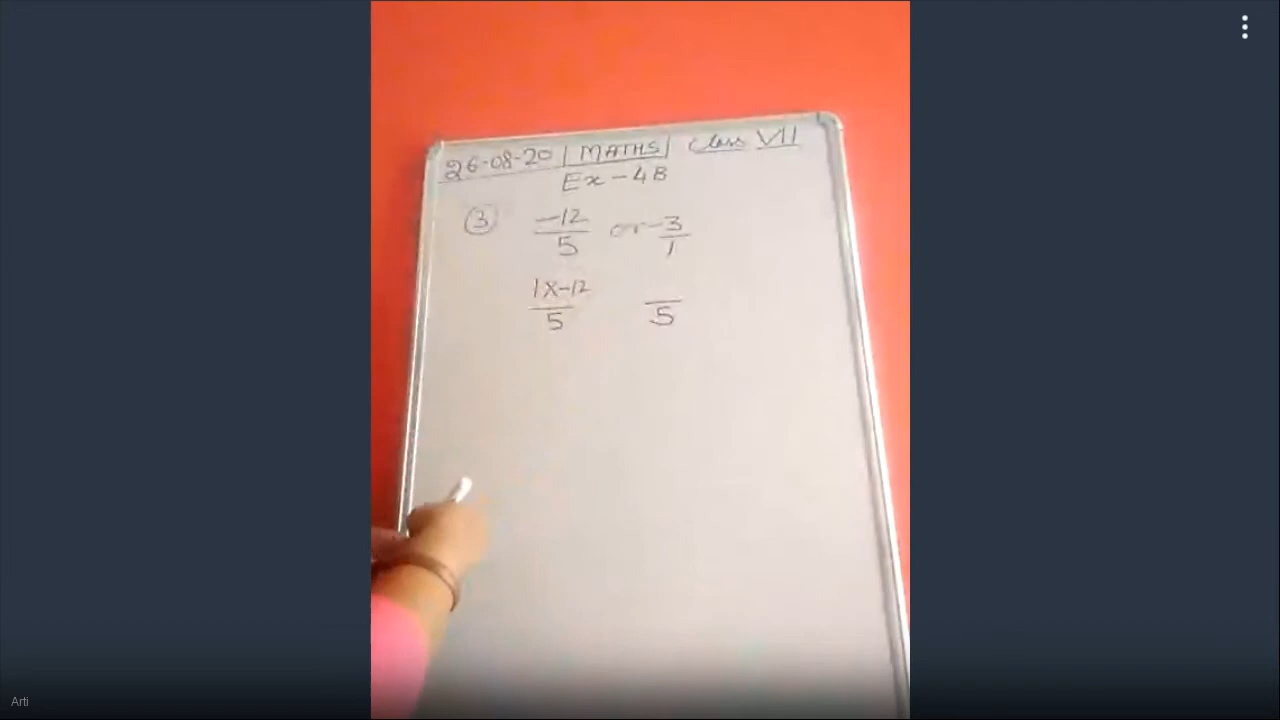 26-08-20 | MATHS | Class VII
Ex - 4B
③ -12/5 or -3/1
1X-12/5 /5
Arti